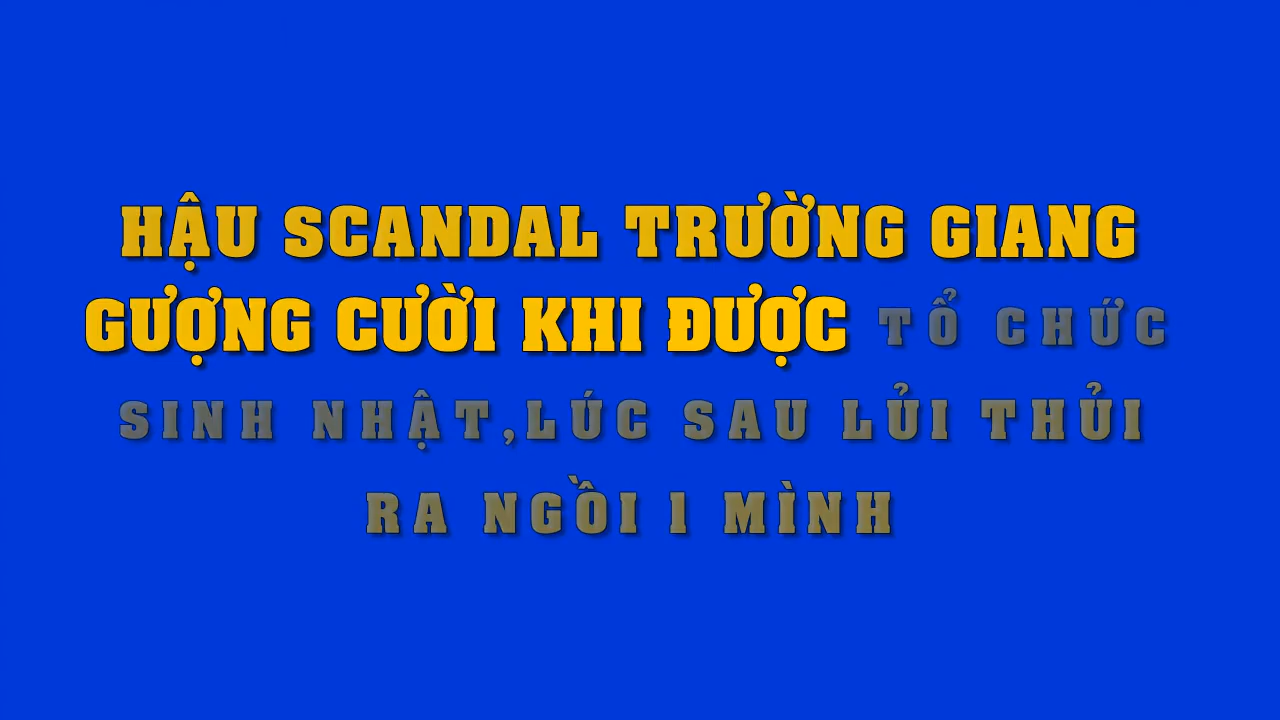 HẬU SCANDAL TRƯỜNG GIANG
GƯỢNG CƯỜI KHI ĐƯỢC TỔ CHỨC
SINH NHẬT,LÚC SAU LỦI THỦI
RA NGỒI 1 MÌNH